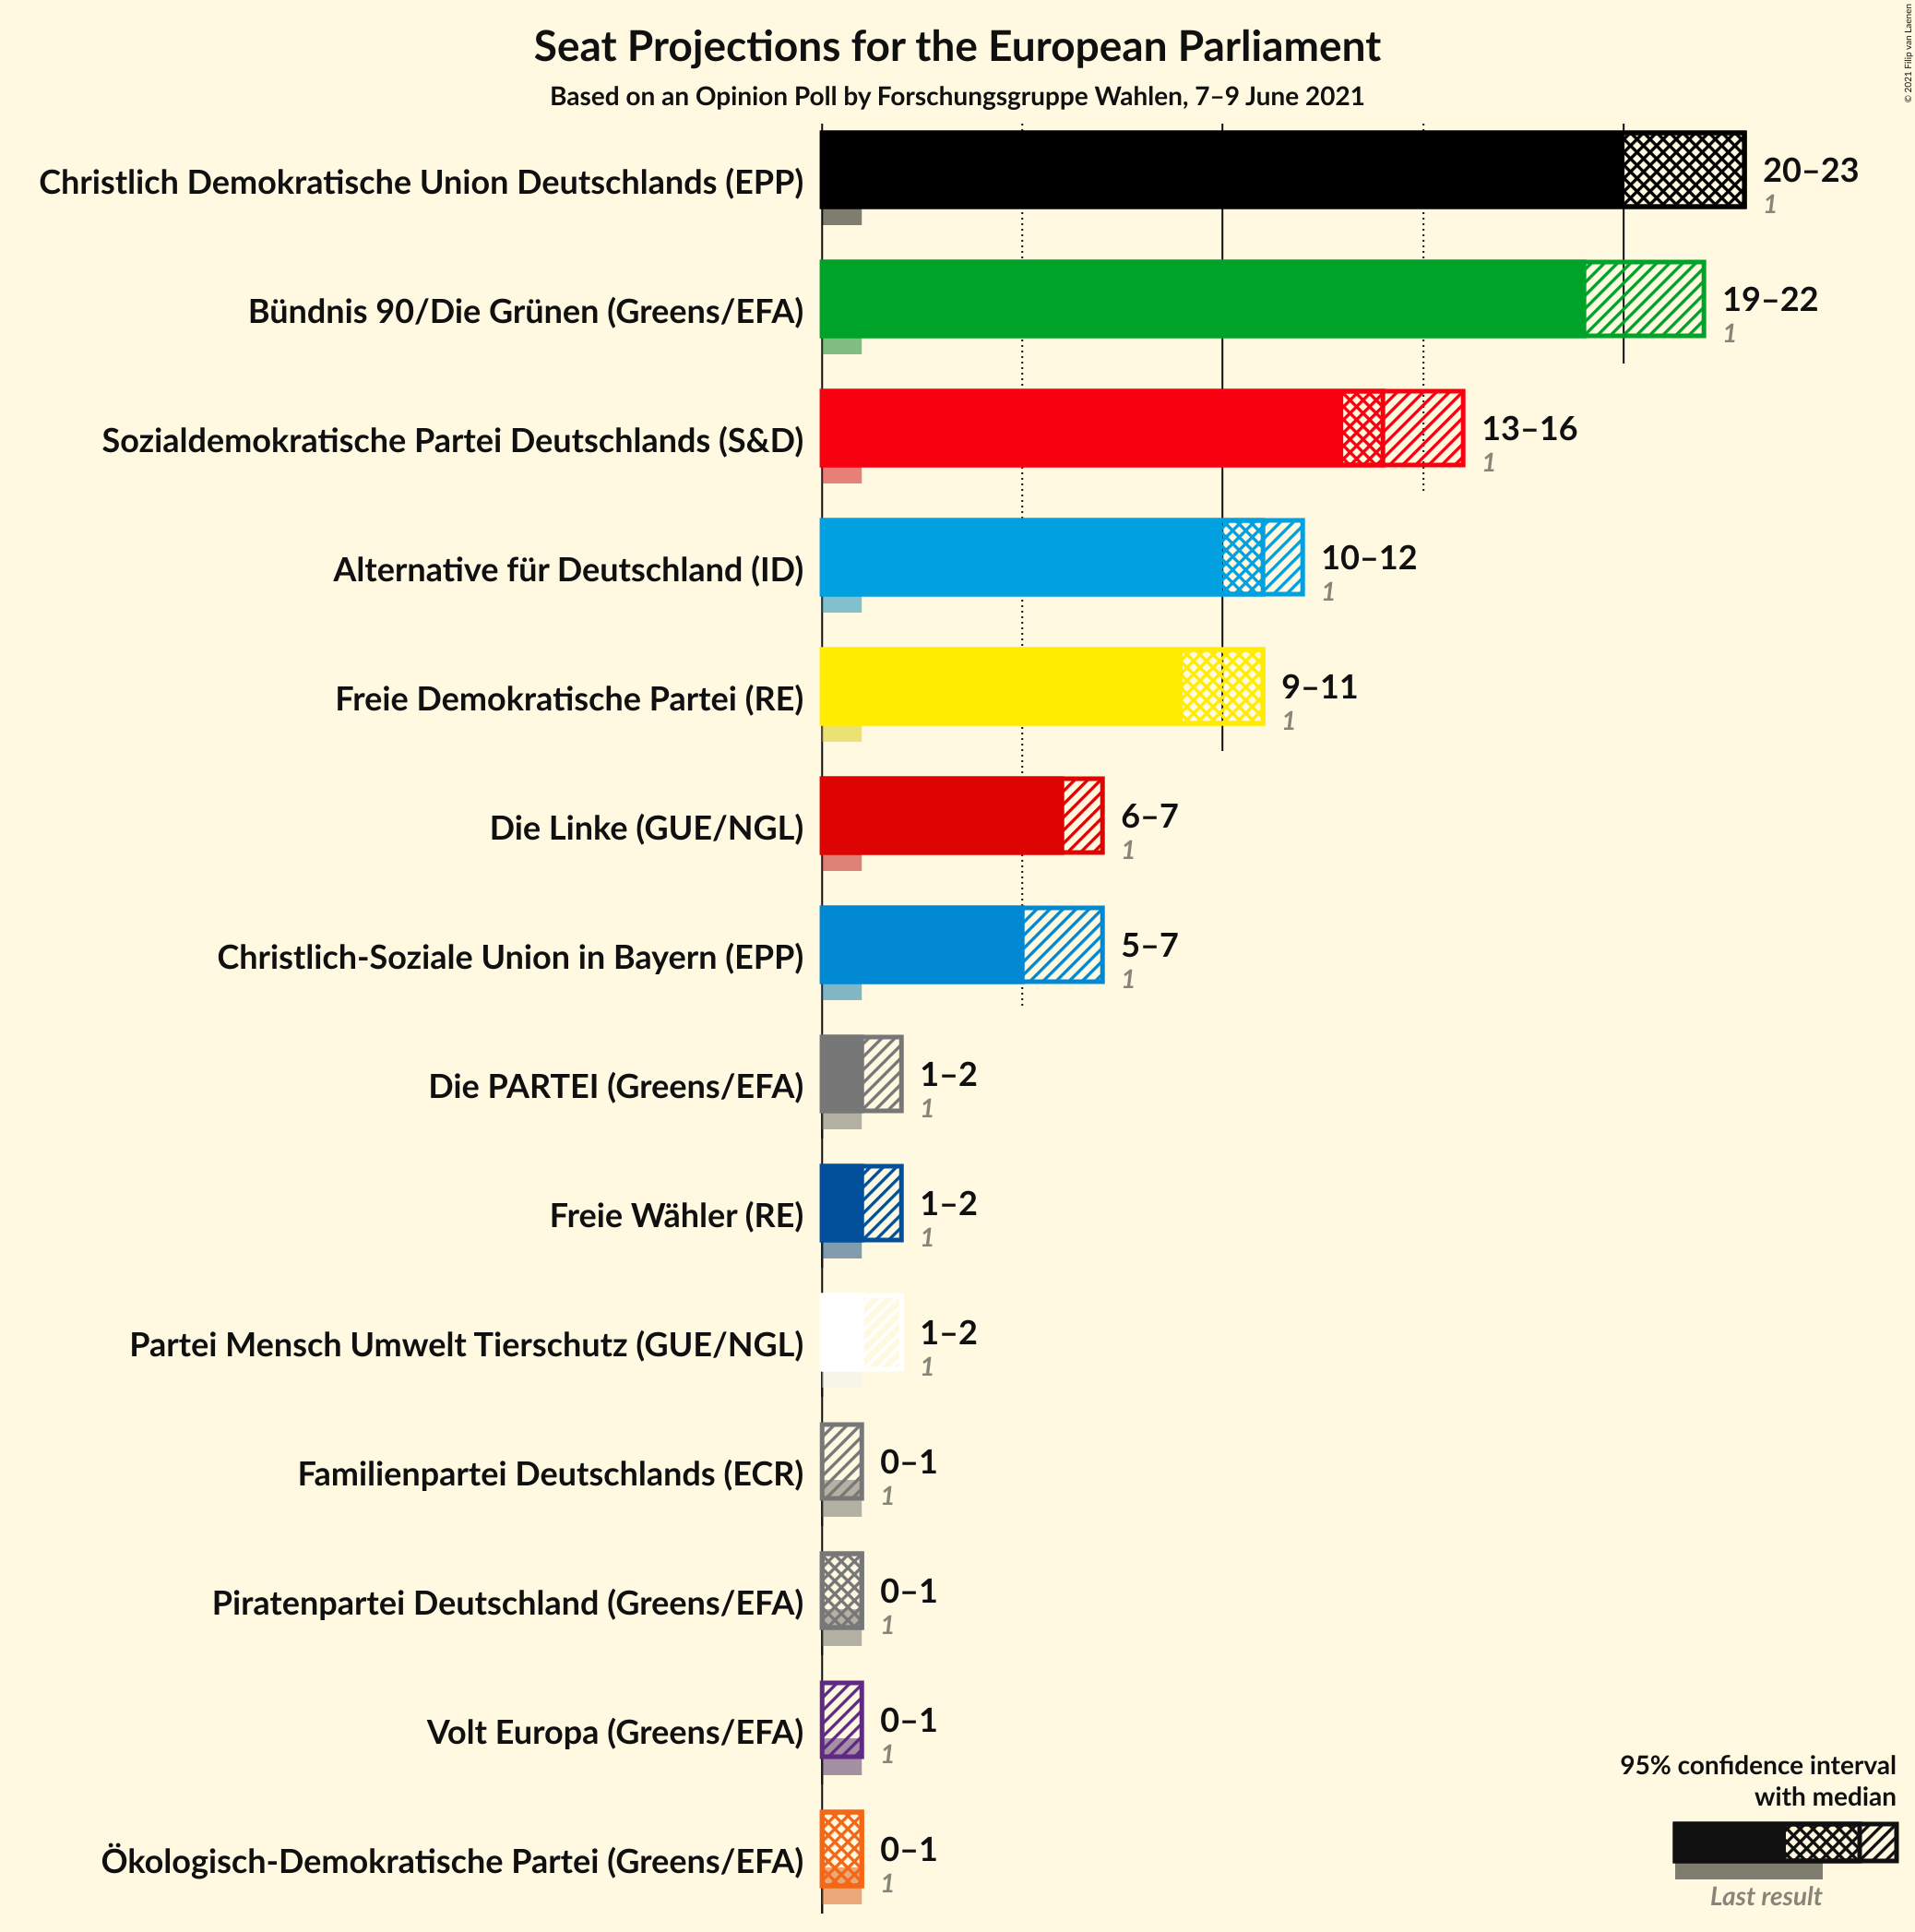 Seat Projections for the European Parliament
Based on an Opinion Poll by Forschungsgruppe Wahlen, 7–9 June 2021
© 2021 Filip van Laenen
Christlich Demokratische Union Deutschlands (EPP)
20–23
1
Bündnis 90/Die Grünen (Greens/EFA)
19–22
1
Sozialdemokratische Partei Deutschlands (S&D)
13–16
1
Alternative für Deutschland (ID)
10–12
1
Freie Demokratische Partei (RE)
9–11
1
Die Linke (GUE/NGL)
6–7
1
Christlich-Soziale Union in Bayern (EPP)
5–7
1
Die PARTEI (Greens/EFA)
1–2
1
Freie Wähler (RE)
1–2
1
Partei Mensch Umwelt Tierschutz (GUE/NGL)
1–2
1
Familienpartei Deutschlands (ECR)
0–1
1
Piratenpartei Deutschland (Greens/EFA)
0–1
1
Volt Europa (Greens/EFA)
0–1
1
Ökologisch-Demokratische Partei (Greens/EFA)
0–1
1
95% confidence interval
with median
Last result